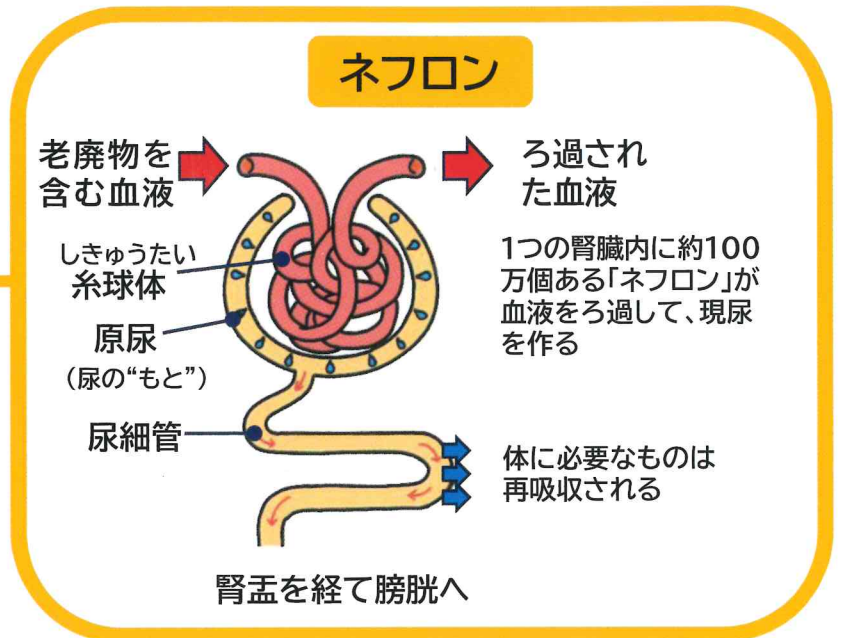 ネフロン
老廃物を
含む血液
ろ過され
た血液
しきゅうたい
糸球体
原尿
（尿の“もと”）
尿細管
1つの腎臓内に約100
万個ある「ネフロン」が
血液をろ過して、現尿
を作る
体に必要なものは
再吸収される
腎盂を経て膀胱へ